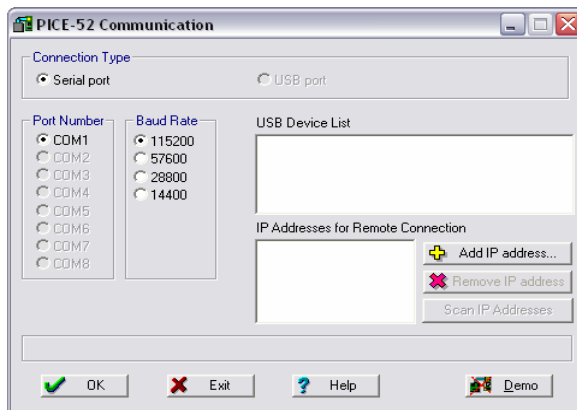 PICE-52 Communication
Connection Type
Serial port
USB port
Port Number
COM1
COM2
COM3
COM4
COM5
COM6
COM7
COM8
Baud Rate
115200
57600
28800
14400
USB Device List
IP Addresses for Remote Connection
Add IP address...
Remove IP address
Scan IP Addresses
OK
Exit
Help
Demo